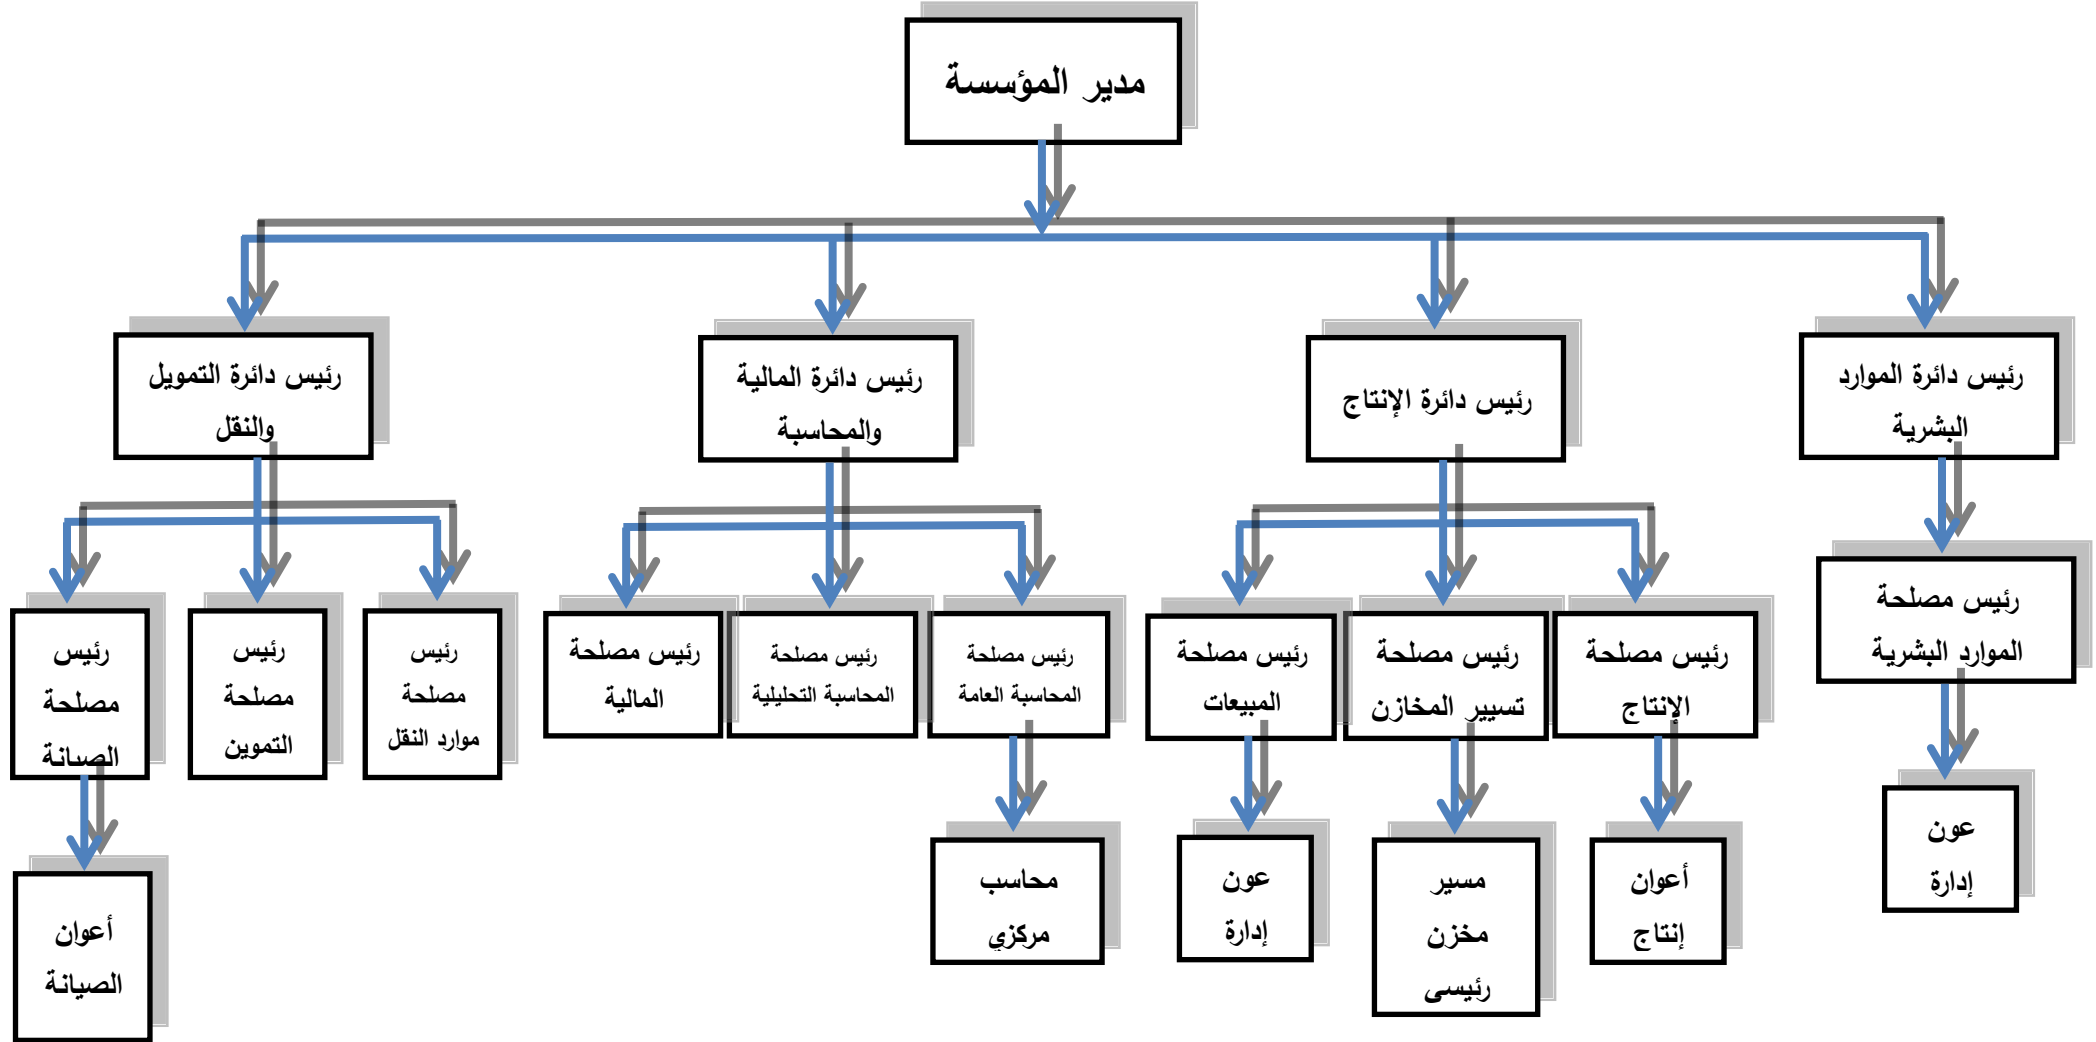 مدير المؤسسة
رئيس دائرة الموارد
البشرية
رئيس دائرة الإنتاج
رئيس دائرة المالية
والمحاسبة
رئيس دائرة التمويل
والنقل
رئيس مصلحة
الموارد البشرية
رئيس مصلحة
الإنتاج
رئيس مصلحة
تسيير المخازن
رئيس مصلحة
المبيعات
رئيس مصلحة
المحاسبة العامة
رئيس مصلحة
المحاسبة التحليلية
رئيس مصلحة
المالية
رئيس
مصلحة
موارد النقل
رئيس
مصلحة
التموين
رئيس
مصلحة
الصيانة
عون
إدارة
أعوان
إنتاج
مسير
مخزن
رئيسي
عون
إدارة
محاسب
مركزي
أعوان
الصيانة